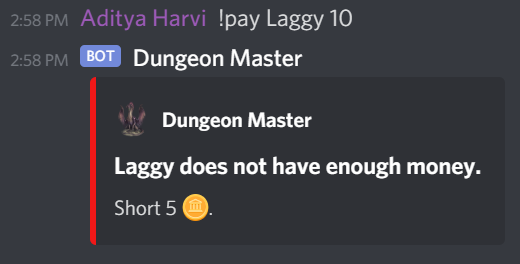 2:58 PM Aditya Harvi !pay Laggy 10
2:58 PM BOT Dungeon Master
Dungeon Master
Laggy does not have enough money.
Short 5 .